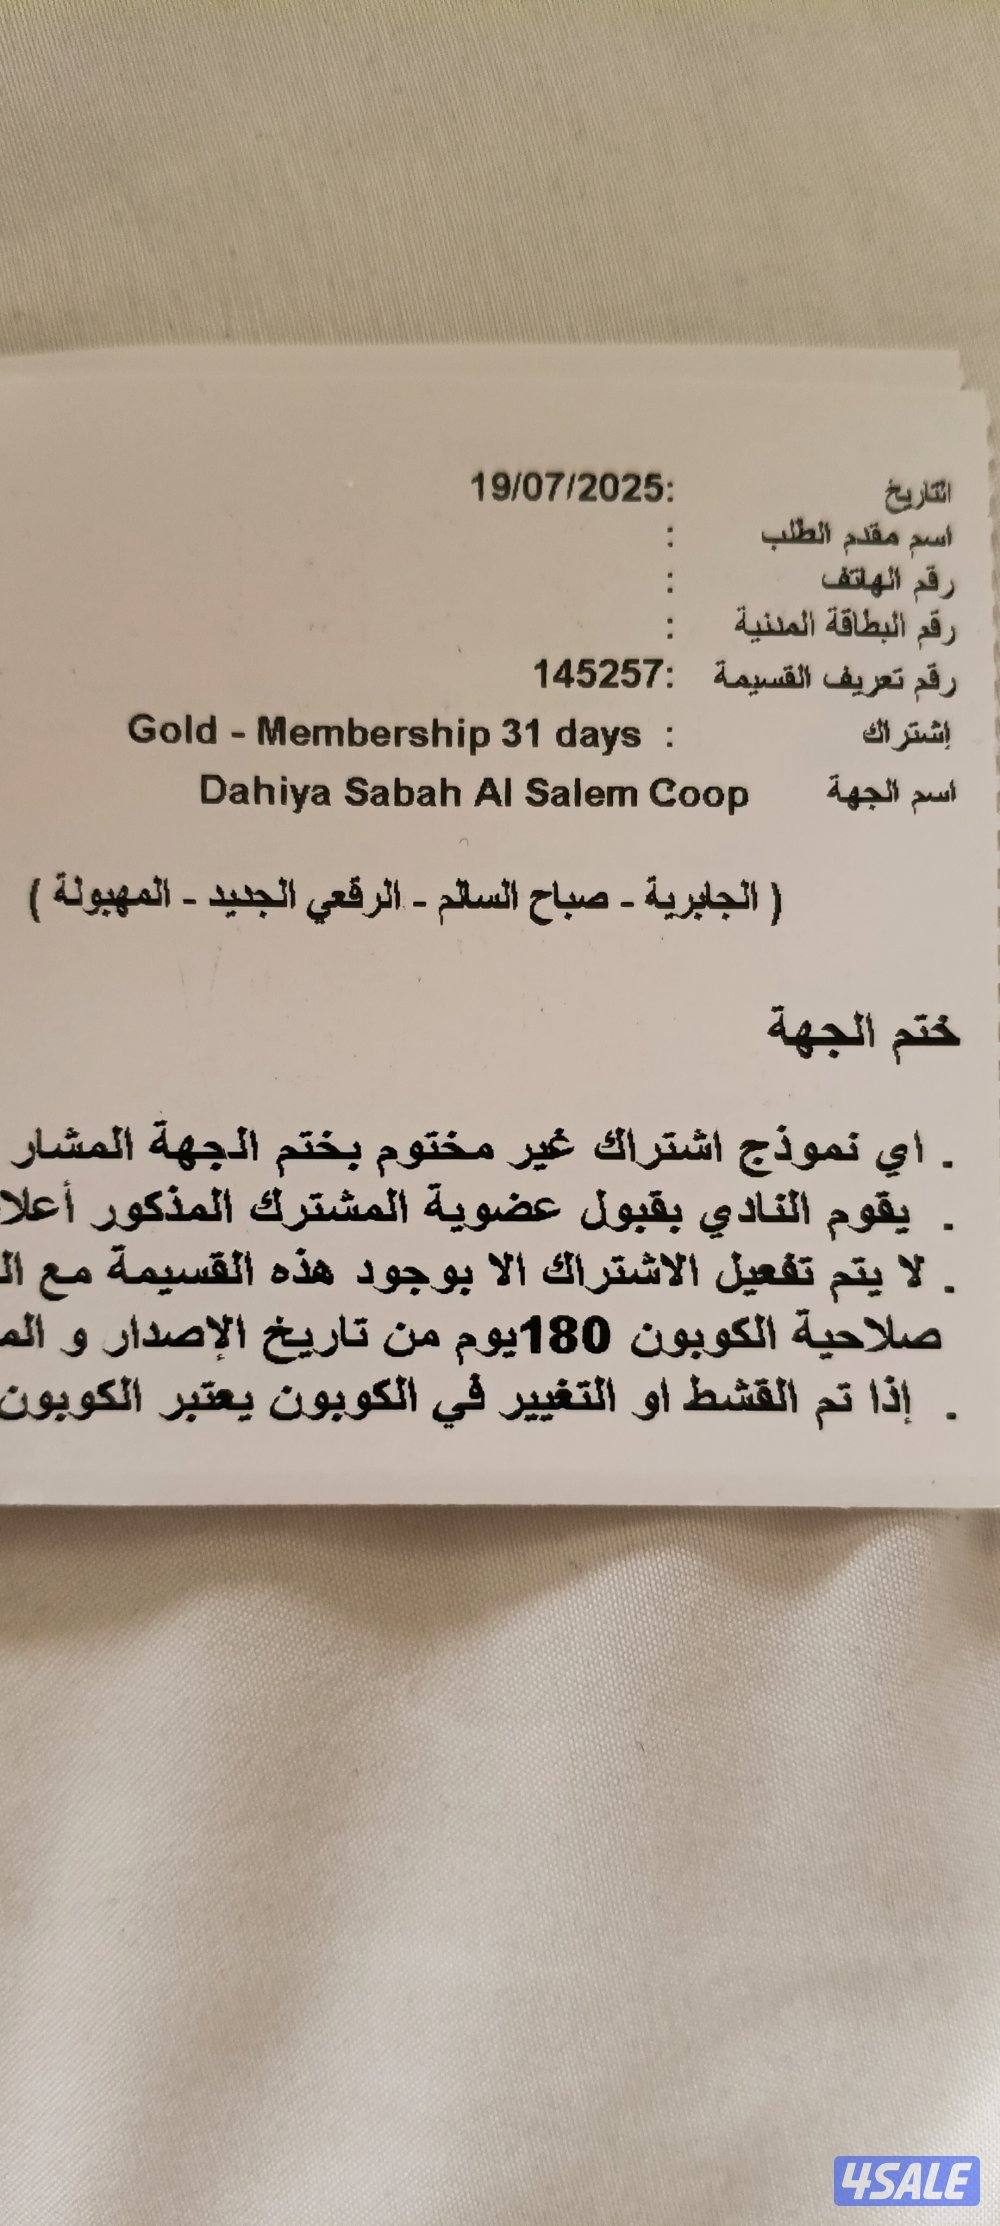 التاريخ :19/07/2025
اسم مقدم الطلب :
رقم الهاتف :
رقم البطاقة المدنية :
رقم تعريف القسيمة :145257
إشتراك : Gold - Membership 31 days
اسم الجهة Dahiya Sabah Al Salem Coop
( الجابرية - صباح السالم - الرقعي الجديد - المهبولة )
ختم الجهة
. اي نموذج اشتراك غير مختوم بختم الجهة المشار
. يقوم النادي بقبول عضوية المشترك المذكور
. لا يتم تفعيل الاشتراك الا بوجود هذه القسيمة مع
صلاحية الكوبون 180يوم من تاريخ الإصدار و
. إذا تم القشط او التغيير في الكوبون يعتبر الكوبون
4SALE